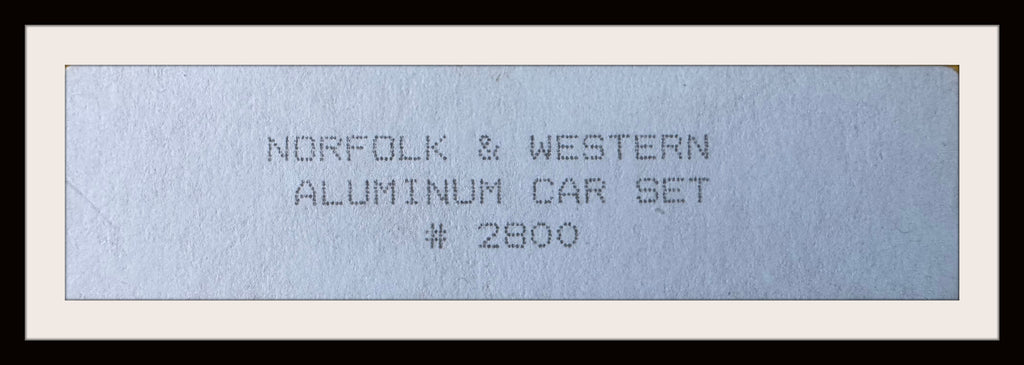 NORFOLK & WESTERN
ALUMINUM CAR SET
# 2800